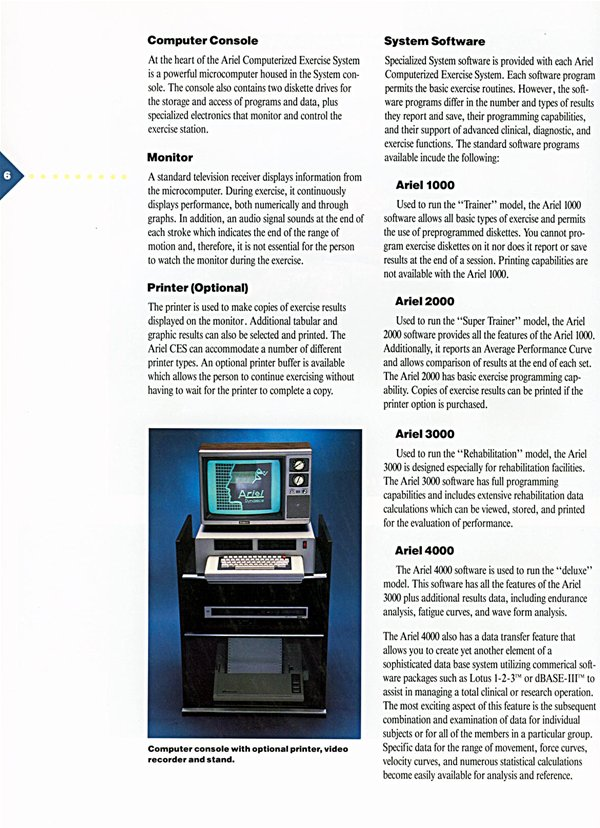 Computer Console
At the heart of the Ariel Computerized Exercise System
is a powerful microcomputer housed in the System con-
sole. The console also contains two diskette drives for
the storage and access of programs and data, plus
specialized electronics that monitor and control the
exercise station.
Monitor
A standard television receiver displays information from
the microcomputer. During exercise, it continuously
displays performance, both numerically and through
graphs. In addition, an audio signal sounds at the end of
each stroke which indicates the end of the range of
motion and, therefore, it is not essential for the person
to watch the monitor during the exercise.
Printer (Optional)
The printer is used to make copies of exercise results
displayed on the monitor. Additional tabular and
graphic results can also be selected and printed. The
Ariel CES can accommodate a number of different
printer types. An optional printer buffer is available
which allows the person to continue exercising without
having to wait for the printer to complete a copy.
Ariel
Computer console with optional printer, video
recorder and stand.
System Software
Specialized System software is provided with each Ariel
Computerized Exercise System. Each software program
permits the basic exercise routines. However, the soft-
ware programs differ in the number and types of results
they report and save, their programming capabilities,
and their support of advanced clinical, diagnostic, and
exercise functions. The standard software programs
available incude the following:
Ariel 1000
Used to run the "Trainer" model, the Ariel 1000
software allows all basic types of exercise and permits
the use of preprogrammed diskettes. You cannot pro-
gram exercise diskettes on it nor does it report or save
results at the end of a session. Printing capabilities are
not available with the Ariel 1000.
Ariel 2000
Used to run the "Super Trainer" model, the Ariel
2000 software provides all the features of the Ariel 1000.
Additionally, it reports an Average Performance Curve
and allows comparison of results at the end of each set.
The Ariel 2000 has basic exercise programming cap-
ability. Copies of exercise results can be printed if the
printer option is purchased.
Ariel 3000
Used to run the "Rehabilitation" model, the Ariel
3000 is designed especially for rehabilitation facilities.
The Ariel 3000 software has full programming
capabilities and includes extensive rehabilitation data
calculations which can be viewed, stored, and printed
for the evaluation of performance.
Ariel 4000
The Ariel 4000 software is used to run the "deluxe"
model. This software has all the features of the Ariel
3000 plus additional results data, including endurance
analysis, fatigue curves, and wave form analysis.
The Ariel 4000 also has a data transfer feature that
allows you to create yet another element of a
sophisticated data base system utilizing commerical soft-
ware packages such as Lotus 1-2-3™ or dBASE-III™ to
assist in managing a total clinical or research operation.
The most exciting aspect of this feature is the subsequent
combination and examination of data for individual
subjects or for all of the members in a particular group.
Specific data for the range of movement, force curves,
velocity curves, and numerous statistical calculations
become easily available for analysis and reference.
6